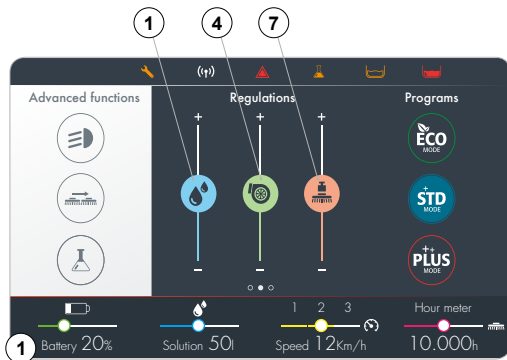 1 4 7
Advanced functions Regulations Programs
+ + +
ECO
MODE
+
STD
MODE
++
PLUS
MODE
- - -
1 2 3 Hour meter
1
Battery 20% Solution 50l Speed 12Km/h 10.000h